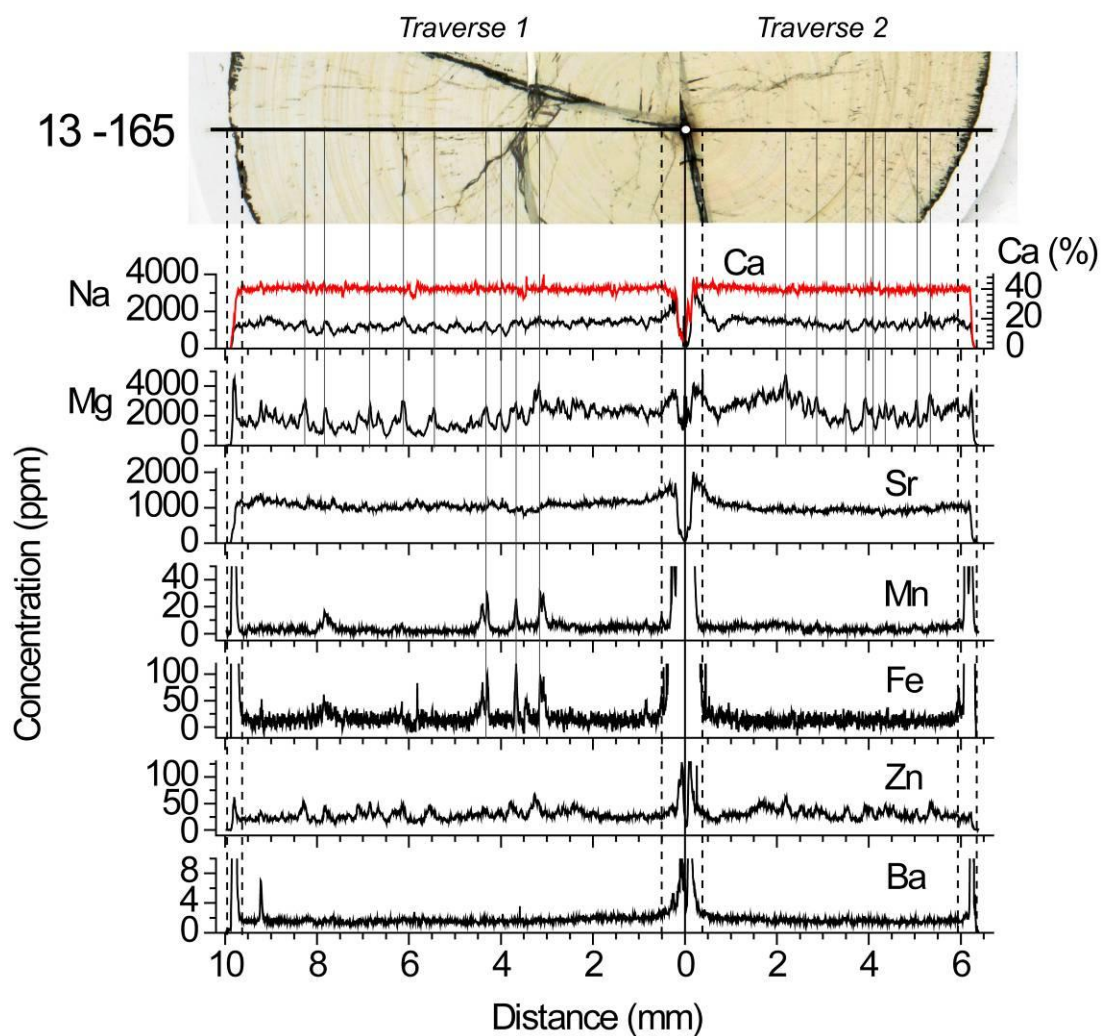 Traverse 1 Traverse 2
13 -165
Ca (%)
Na 4000 2000 0 Ca 40 20 0
Mg 4000 2000 0
2000 1000 0 Sr
40 20 0 Mn
100 50 0 Fe
100 50 0 Zn
8 4 0 Ba
Concentration (ppm)
10 8 6 4 2 0 2 4 6
Distance (mm)